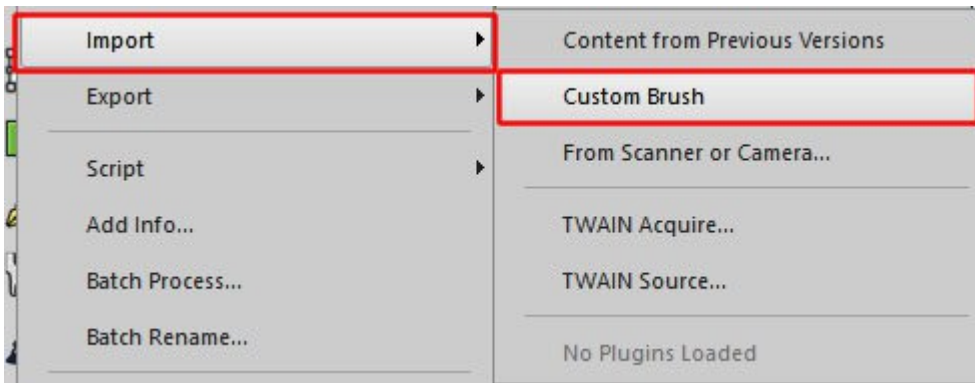 Import
Export
Script
Add Info...
Batch Process...
Batch Rename...
Content from Previous Versions
Custom Brush
From Scanner or Camera...
TWAIN Acquire...
TWAIN Source...
No Plugins Loaded